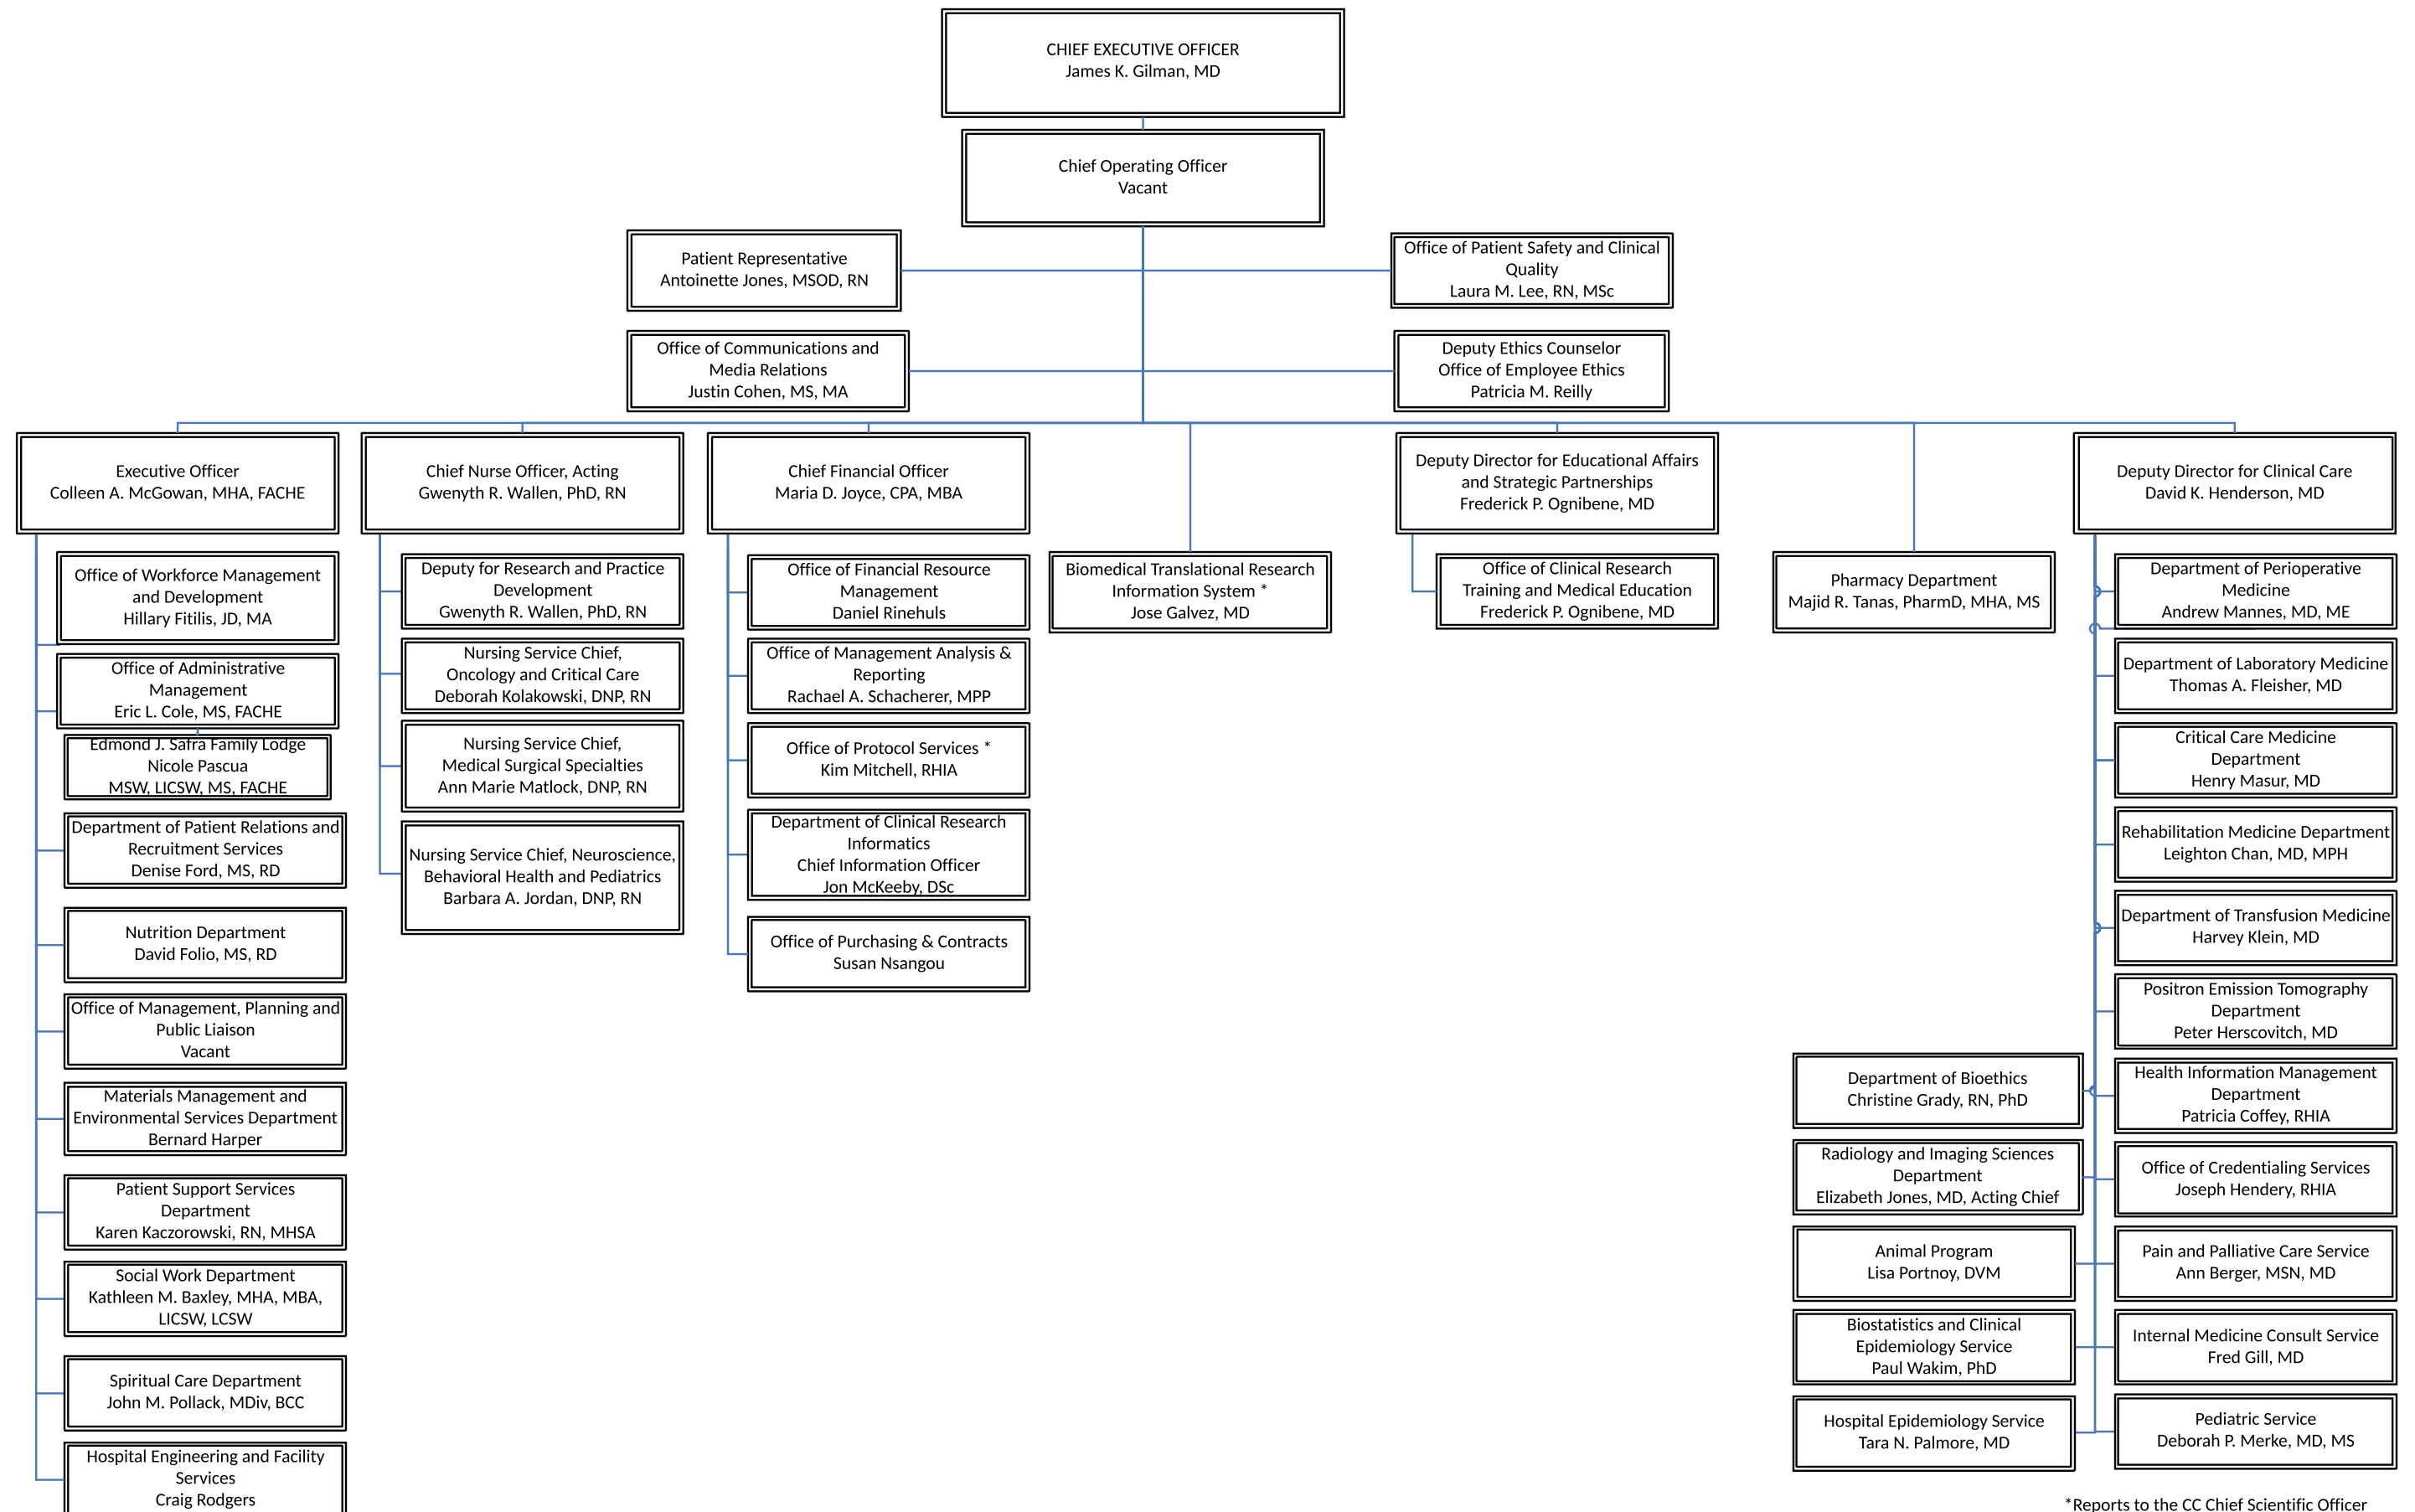 CHIEF EXECUTIVE OFFICER
James K. Gilman, MD
Chief Operating Officer
Vacant
Patient Representative
Antoinette Jones, MSOD, RN
Office of Patient Safety and Clinical
Quality
Laura M. Lee, RN, MSc
Office of Communications and
Media Relations
Justin Cohen, MS, MA
Deputy Ethics Counselor
Office of Employee Ethics
Patricia M. Reilly
Executive Officer
Colleen A. McGowan, MHA, FACHE
Chief Nurse Officer, Acting
Gwenyth R. Wallen, PhD, RN
Chief Financial Officer
Maria D. Joyce, CPA, MBA
Deputy Director for Educational Affairs
and Strategic Partnerships
Frederick P. Ognibene, MD
Deputy Director for Clinical Care
David K. Henderson, MD
Office of Workforce Management
and Development
Hillary Fitilis, JD, MA
Office of Administrative
Management
Eric L. Cole, MS, FACHE
Edmond J. Safra Family Lodge
Nicole Pascua
MSW, LICSW, MS, FACHE
Department of Patient Relations and
Recruitment Services
Denise Ford, MS, RD
Nutrition Department
David Folio, MS, RD
Office of Management, Planning and
Public Liaison
Vacant
Materials Management and
Environmental Services Department
Bernard Harper
Patient Support Services
Department
Karen Kaczorowski, RN, MHSA
Social Work Department
Kathleen M. Baxley, MHA, MBA,
LICSW, LCSW
Spiritual Care Department
John M. Pollack, MDiv, BCC
Hospital Engineering and Facility
Services
Craig Rodgers
Deputy for Research and Practice
Development
Gwenyth R. Wallen, PhD, RN
Nursing Service Chief,
Oncology and Critical Care
Deborah Kolakowski, DNP, RN
Nursing Service Chief,
Medical Surgical Specialties
Ann Marie Matlock, DNP, RN
Nursing Service Chief, Neuroscience,
Behavioral Health and Pediatrics
Barbara A. Jordan, DNP, RN
Office of Financial Resource
Management
Daniel Rinehuls
Office of Management Analysis &
Reporting
Rachael A. Schacherer, MPP
Office of Protocol Services *
Kim Mitchell, RHIA
Department of Clinical Research
Informatics
Chief Information Officer
Jon McKeeby, DSc
Office of Purchasing & Contracts
Susan Nsangou
Biomedical Translational Research
Information System *
Jose Galvez, MD
Office of Clinical Research
Training and Medical Education
Frederick P. Ognibene, MD
Pharmacy Department
Majid R. Tanas, PharmD, MHA, MS
Department of Perioperative
Medicine
Andrew Mannes, MD, ME
Department of Laboratory Medicine
Thomas A. Fleisher, MD
Critical Care Medicine
Department
Henry Masur, MD
Rehabilitation Medicine Department
Leighton Chan, MD, MPH
Department of Transfusion Medicine
Harvey Klein, MD
Positron Emission Tomography
Department
Peter Herscovitch, MD
Department of Bioethics
Christine Grady, RN, PhD
Health Information Management
Department
Patricia Coffey, RHIA
Radiology and Imaging Sciences
Department
Elizabeth Jones, MD, Acting Chief
Office of Credentialing Services
Joseph Hendery, RHIA
Animal Program
Lisa Portnoy, DVM
Pain and Palliative Care Service
Ann Berger, MSN, MD
Biostatistics and Clinical
Epidemiology Service
Paul Wakim, PhD
Internal Medicine Consult Service
Fred Gill, MD
Hospital Epidemiology Service
Tara N. Palmore, MD
Pediatric Service
Deborah P. Merke, MD, MS
*Reports to the CC Chief Scientific Officer